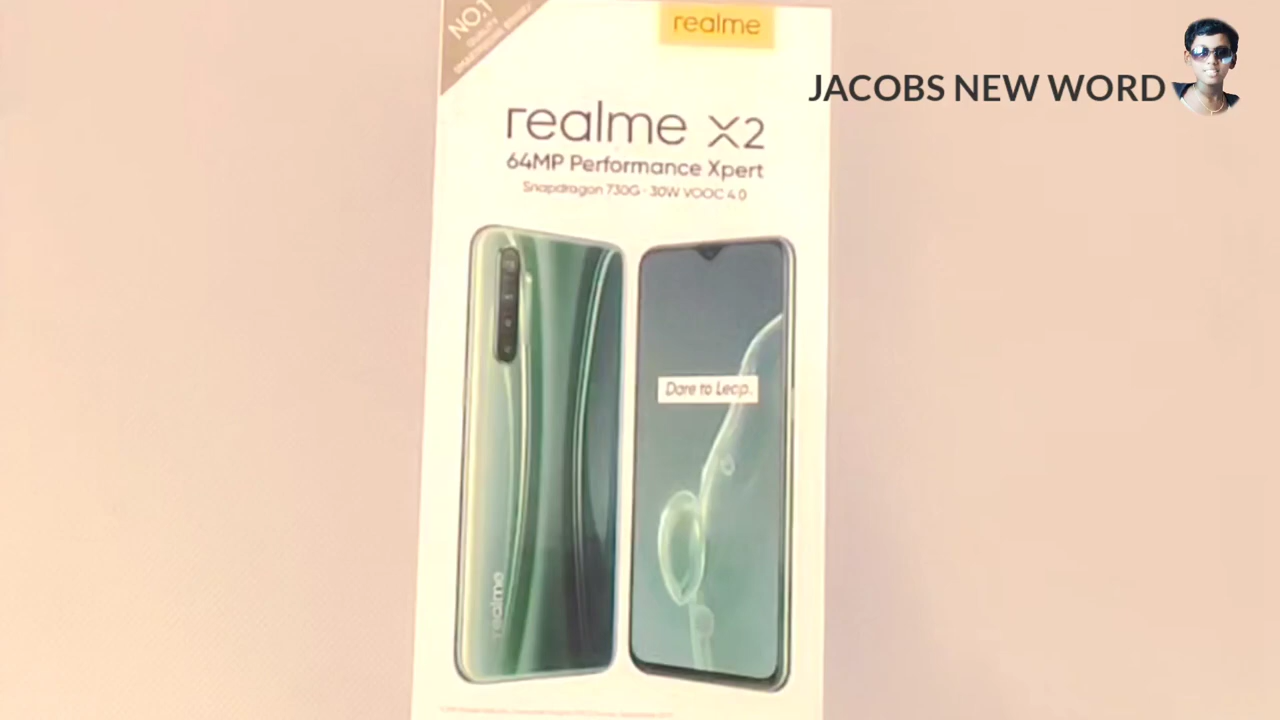 NO.1
QUALITY
realme
JACOBS NEW WORD
realme X2
64MP Performance Xpert
Snapdragon 730G · 30W VOOC 4.0
Dare to Leap.
realme